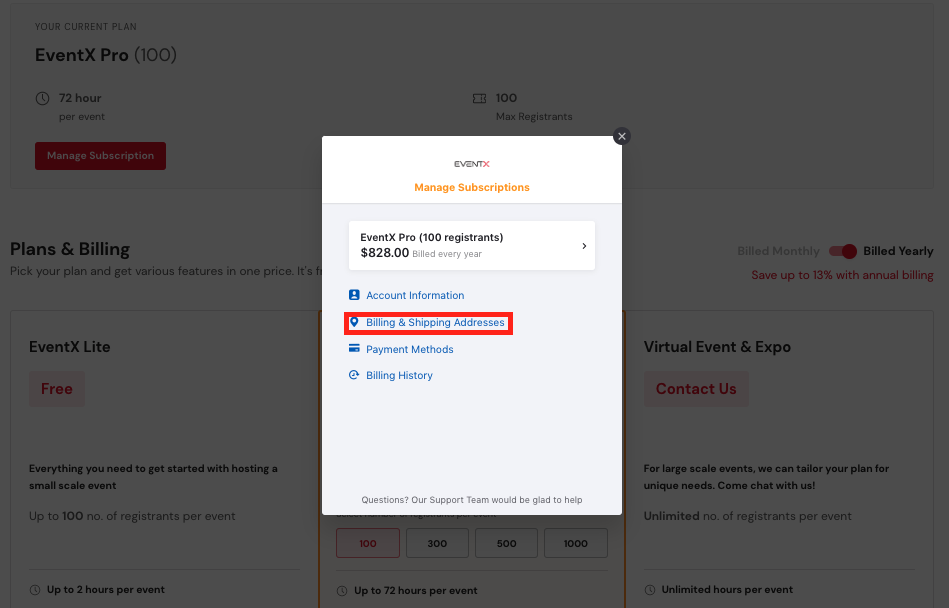 YOUR CURRENT PLAN
EventX Pro (100)
72 hour
per event
100
Max Registrants
Manage Subscription
EVENTX
Manage Subscriptions
EventX Pro (100 registrants)
$828.00 Billed every year
Account Information
Billing & Shipping Addresses
Payment Methods
Billing History
Questions? Our Support Team would be glad to help
Plans & Billing
Pick your plan and get various features in one price. It's
Billed Monthly
Billed Yearly
Save up to 13% with annual billing
EventX Lite
Free
Everything you need to get started with hosting a
small scale event
Up to 100 no. of registrants per event
Up to 2 hours per event
100
300
500
1000
Up to 72 hours per event
Virtual Event & Expo
Contact Us
For large scale events, we can tailor your plan for
unique needs. Come chat with us!
Unlimited no. of registrants per event
Unlimited hours per event